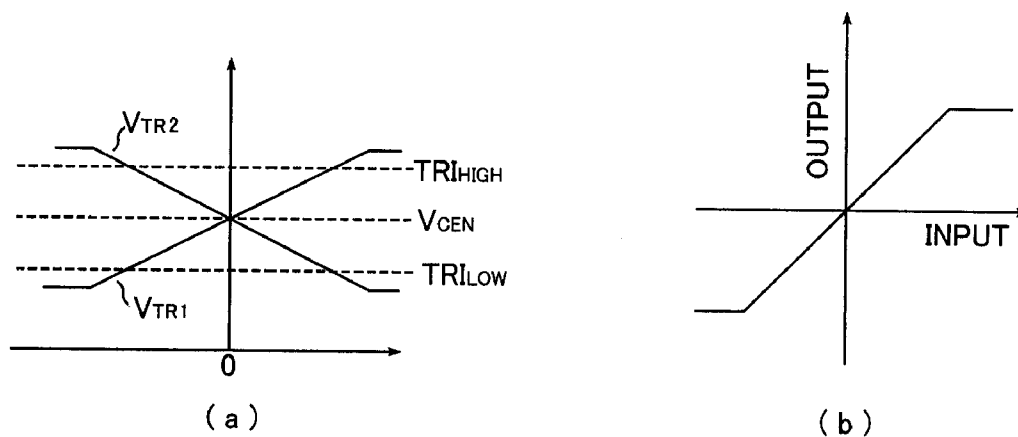 VTR2
TRIHIGH
VCEN
TRILOW
VTR1
0
(a)
OUTPUT
INPUT
(b)